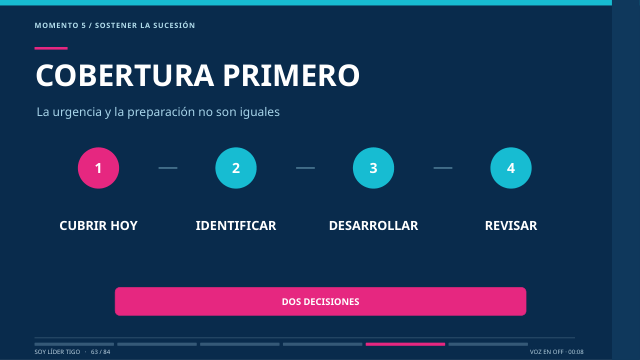 MOMENTO 5 / SOSTENER LA SUCESIÓN
COBERTURA PRIMERO
La urgencia y la preparación no son iguales
1
2
3
4
CUBRIR HOY
IDENTIFICAR
DESARROLLAR
REVISAR
DOS DECISIONES
SOY LÍDER TIGO · 63 / 84
VOZ EN OFF · 00:08